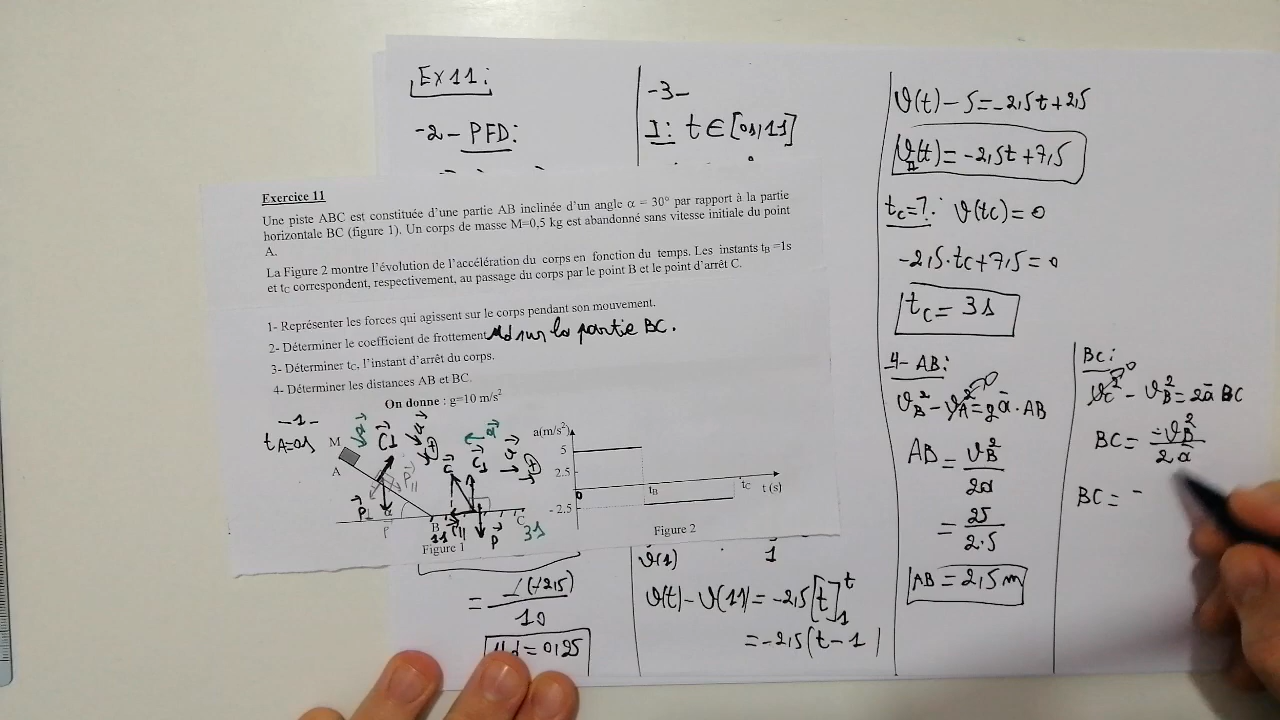 Ex 11:
-2- PFD:
-3-
I: t ∈ [0s, 1s]
Exercice 11
Une piste ABC est constituée d'une partie AB inclinée d'un angle α = 30° par rapport à la partie
horizontale BC (figure 1). Un corps de masse M=0,5 kg est abandonné sans vitesse initiale du point
A.
La Figure 2 montre l'évolution de l'accélération du corps en fonction du temps. Les instants tB =1s
et tC correspondent, respectivement, au passage du corps par le point B et le point d'arrêt C.
1- Représenter les forces qui agissent sur le corps pendant son mouvement.
2- Déterminer le coefficient de frottement μd sur la partie BC.
3- Déterminer tC, l'instant d'arrêt du corps.
4- Déterminer les distances AB et BC.
On donne : g=10 m/s²
-1-
tA=0s
M
A
C⊥
P//
P⊥
α
P
B
1s
C//
C
C⊥
P
C
3s
Figure 1
a(m/s²)
5
2.5
0
- 2.5
tB
tC
t (s)
Figure 2
= -(-2,5) / 10
μd = 0,25
v(1)
1
v(t) - v(1) = -2,5 [t]₁ᵗ
= -2,5 (t - 1)
v(t) - 5 = -2,5t + 2,5
vII(t) = -2,5t + 7,5
tc = ?: v(tc) = 0
-2,5·tc + 7,5 = 0
tc = 3s
4- AB:
vB² - vA² = 2a·AB
AB = vB² / 2a
= 25 / 2·5
AB = 2,5 m
BC:
vC² - vB² = 2a BC
BC = -vB² / 2a
BC = -